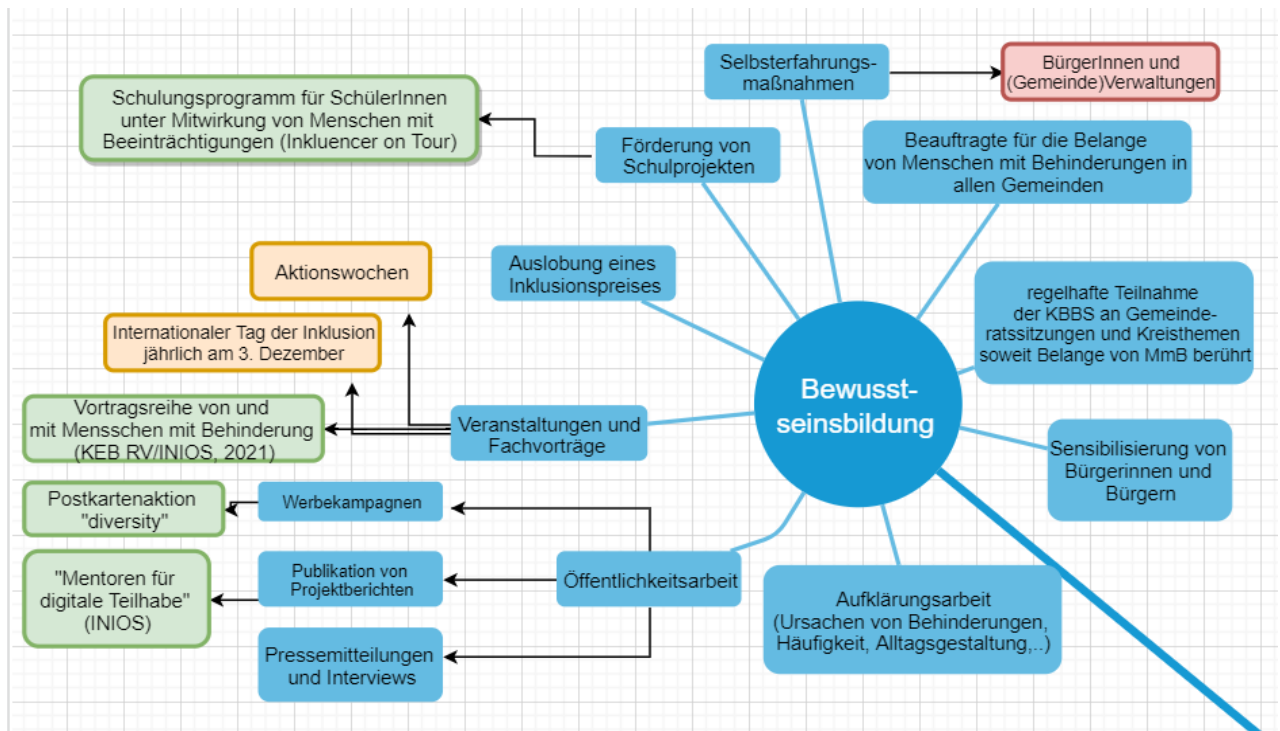 Selbsterfahrungs-
maßnahmen
BürgerInnen und
(Gemeinde)Verwaltungen
Schulungsprogramm für SchülerInnen
unter Mitwirkung von Menschen mit
Beeinträchtigungen (Inkluencer on Tour)
Förderung von
Schulprojekten
Beauftragte für die Belange
von Menschen mit Behinderungen in
allen Gemeinden
Aktionswochen
Auslobung eines
Inklusionspreises
regelhafte Teilnahme
der KBBS an Gemeinde-
ratssitzungen und Kreisthemen
soweit Belange von MmB berührt
Internationaler Tag der Inklusion
jährlich am 3. Dezember
Bewusst-
seinsbildung
Vortragsreihe von und
mit Mensschen mit Behinderung
(KEB RV/INIOS, 2021)
Veranstaltungen und
Fachvorträge
Sensibilisierung von
Bürgerinnen und
Bürgern
Postkartenaktion
"diversity"
Werbekampagnen
"Mentoren für
digitale Teilhabe"
(INIOS)
Publikation von
Projektberichten
Öffentlichkeitsarbeit
Aufklärungsarbeit
(Ursachen von Behinderungen,
Häufigkeit, Alltagsgestaltung,..)
Pressemitteilungen
und Interviews